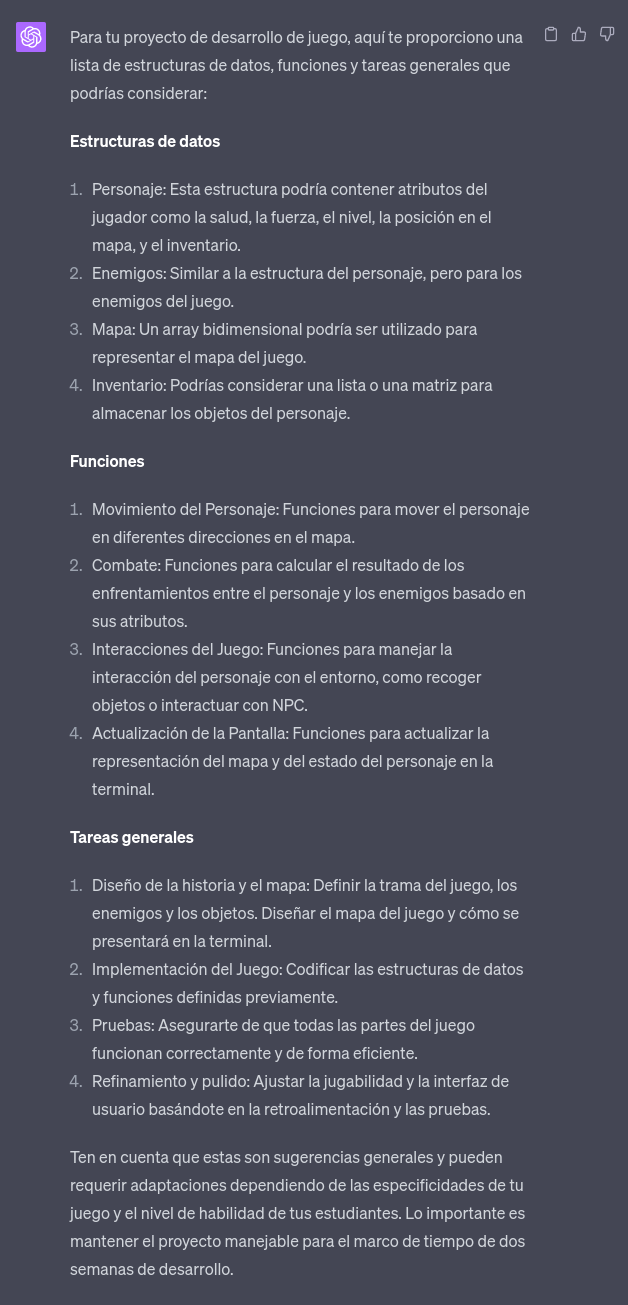 Para tu proyecto de desarrollo de juego, aquí te proporciono una
lista de estructuras de datos, funciones y tareas generales que
podrías considerar:
Estructuras de datos
1. Personaje: Esta estructura podría contener atributos del
jugador como la salud, la fuerza, el nivel, la posición en el
mapa, y el inventario.
2. Enemigos: Similar a la estructura del personaje, pero para los
enemigos del juego.
3. Mapa: Un array bidimensional podría ser utilizado para
representar el mapa del juego.
4. Inventario: Podrías considerar una lista o una matriz para
almacenar los objetos del personaje.
Funciones
1. Movimiento del Personaje: Funciones para mover el personaje
en diferentes direcciones en el mapa.
2. Combate: Funciones para calcular el resultado de los
enfrentamientos entre el personaje y los enemigos basado en
sus atributos.
3. Interacciones del Juego: Funciones para manejar la
interacción del personaje con el entorno, como recoger
objetos o interactuar con NPC.
4. Actualización de la Pantalla: Funciones para actualizar la
representación del mapa y del estado del personaje en la
terminal.
Tareas generales
1. Diseño de la historia y el mapa: Definir la trama del juego, los
enemigos y los objetos. Diseñar el mapa del juego y cómo se
presentará en la terminal.
2. Implementación del Juego: Codificar las estructuras de datos
y funciones definidas previamente.
3. Pruebas: Asegurarte de que todas las partes del juego
funcionan correctamente y de forma eficiente.
4. Refinamiento y pulido: Ajustar la jugabilidad y la interfaz de
usuario basándote en la retroalimentación y las pruebas.
Ten en cuenta que estas son sugerencias generales y pueden
requerir adaptaciones dependiendo de las especificidades de tu
juego y el nivel de habilidad de tus estudiantes. Lo importante es
mantener el proyecto manejable para el marco de tiempo de dos
semanas de desarrollo.